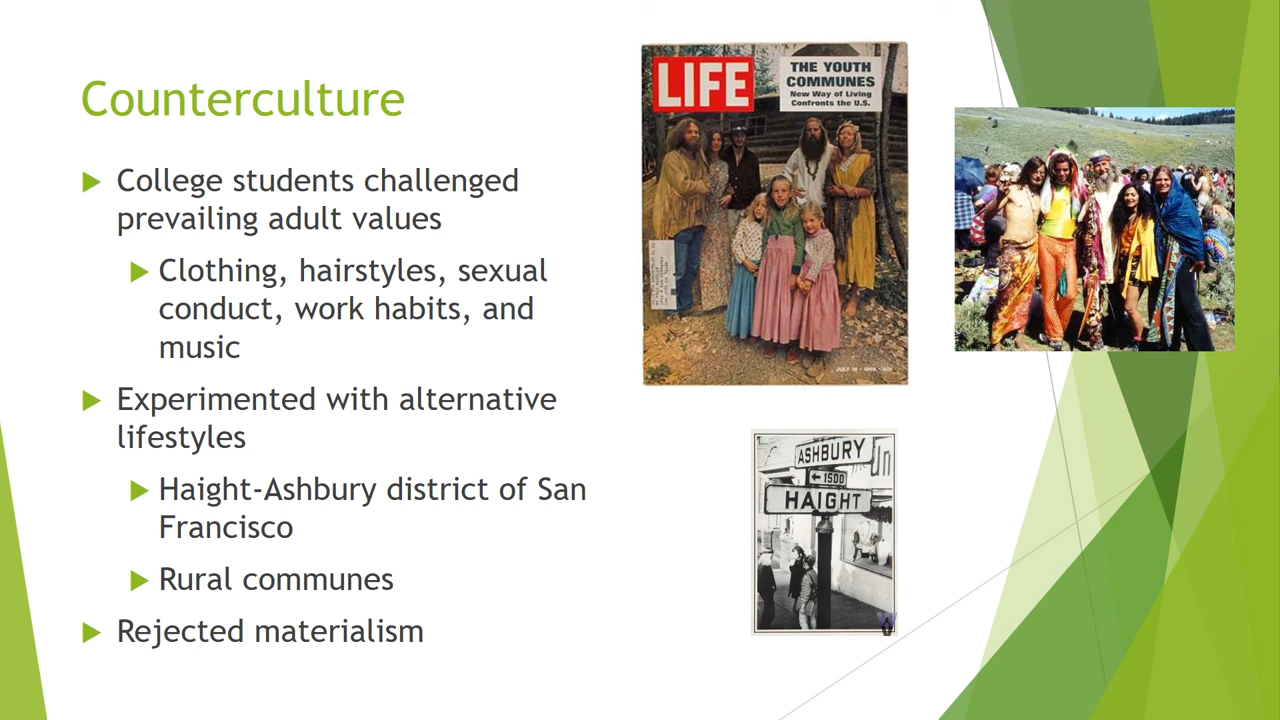 Counterculture
College students challenged
prevailing adult values
Clothing, hairstyles, sexual
conduct, work habits, and
music
Experimented with alternative
lifestyles
Haight-Ashbury district of San
Francisco
Rural communes
Rejected materialism
LIFE
THE YOUTH
COMMUNES
New Way of Living
Confronts the U.S.
ASHBURY
← 1500
HAIGHT